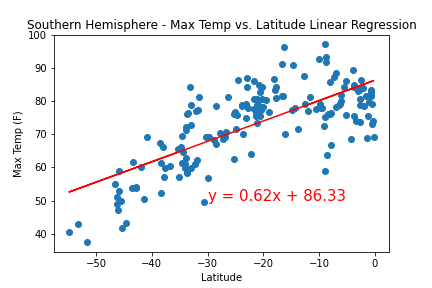 Southern Hemisphere - Max Temp vs. Latitude Linear Regression
100
90
80
70
60
50
40
Max Temp (F)
y = 0.62x + 86.33
−50 −40 −30 −20 −10 0
Latitude